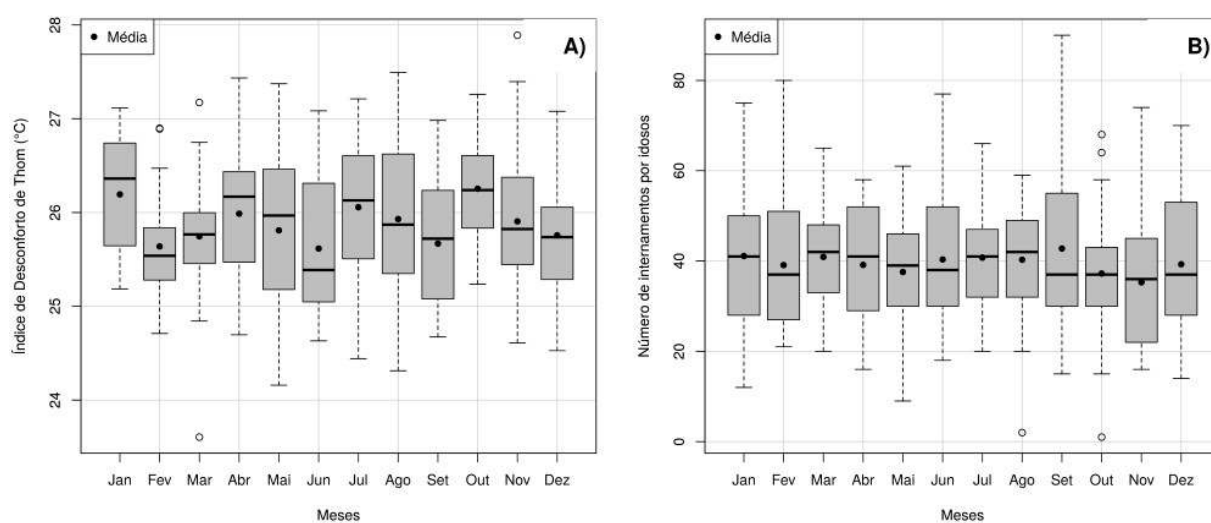 Média
A)
Índice de Desconforto de Thom (°C)
28
27
26
25
24
Jan Fev Mar Abr Mai Jun Jul Ago Set Out Nov Dez
Meses
Média
B)
Número de internamentos por idosos
80
60
40
20
0
Jan Fev Mar Abr Mai Jun Jul Ago Set Out Nov Dez
Meses